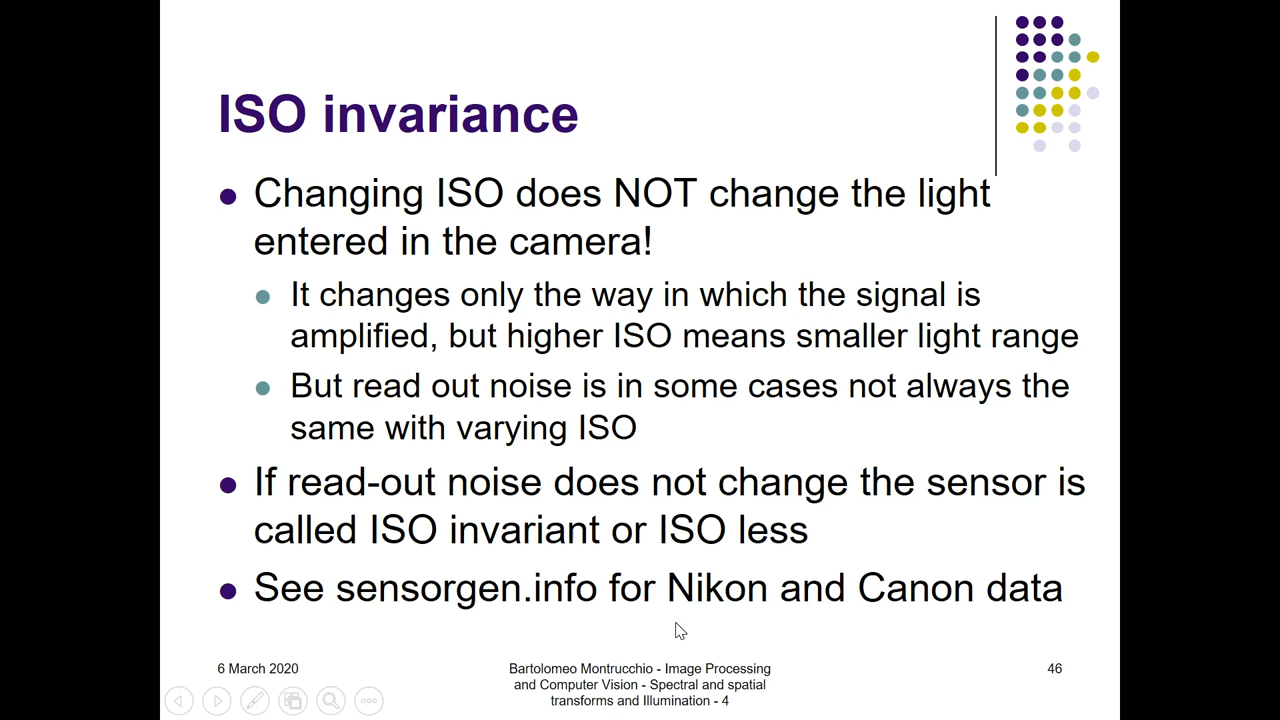 ISO invariance
Changing ISO does NOT change the light
entered in the camera!
It changes only the way in which the signal is
amplified, but higher ISO means smaller light range
But read out noise is in some cases not always the
same with varying ISO
If read-out noise does not change the sensor is
called ISO invariant or ISO less
See sensorgen.info for Nikon and Canon data
6 March 2020
Bartolomeo Montrucchio - Image Processing
and Computer Vision - Spectral and spatial
transforms and Illumination - 4
46